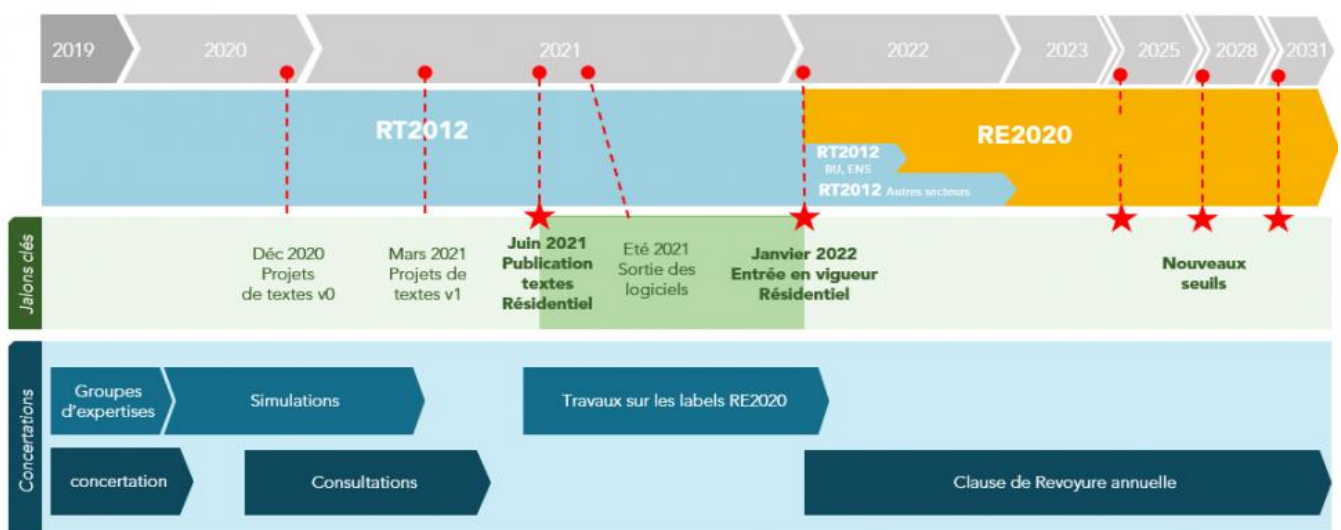 2019
2020
2021
2022
2023
2025
2028
2031
RT2012
RE2020
RT2012
BU, ENS
RT2012 Autres secteurs
Jalons clés
Déc 2020
Projets
de textes v0
Mars 2021
Projets de
textes v1
Juin 2021
Publication
textes
Résidentiel
Eté 2021
Sortie des
logiciels
Janvier 2022
Entrée en vigueur
Résidentiel
Nouveaux
seuils
Concertations
Groupes
d'expertises
Simulations
Travaux sur les labels RE2020
concertation
Consultations
Clause de Revoyure annuelle